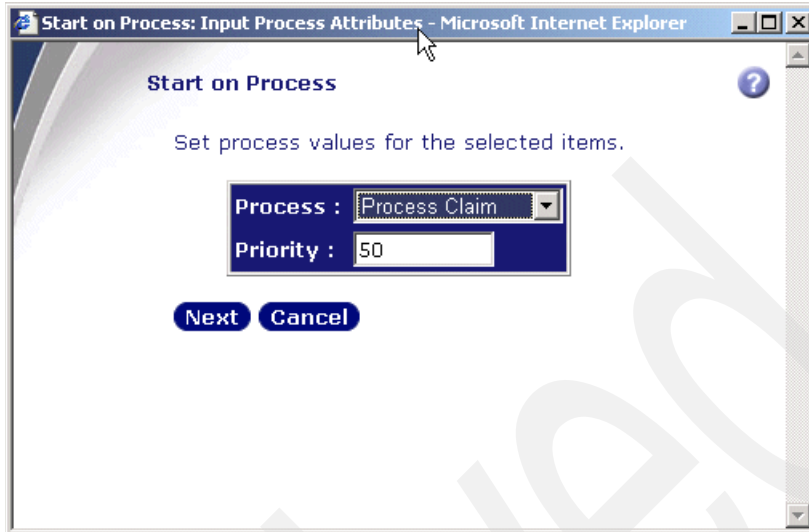 Start on Process: Input Process Attributes - Microsoft Internet Explorer
Start on Process
?
Set process values for the selected items.
Process : Process Claim
Priority : 50
Next Cancel